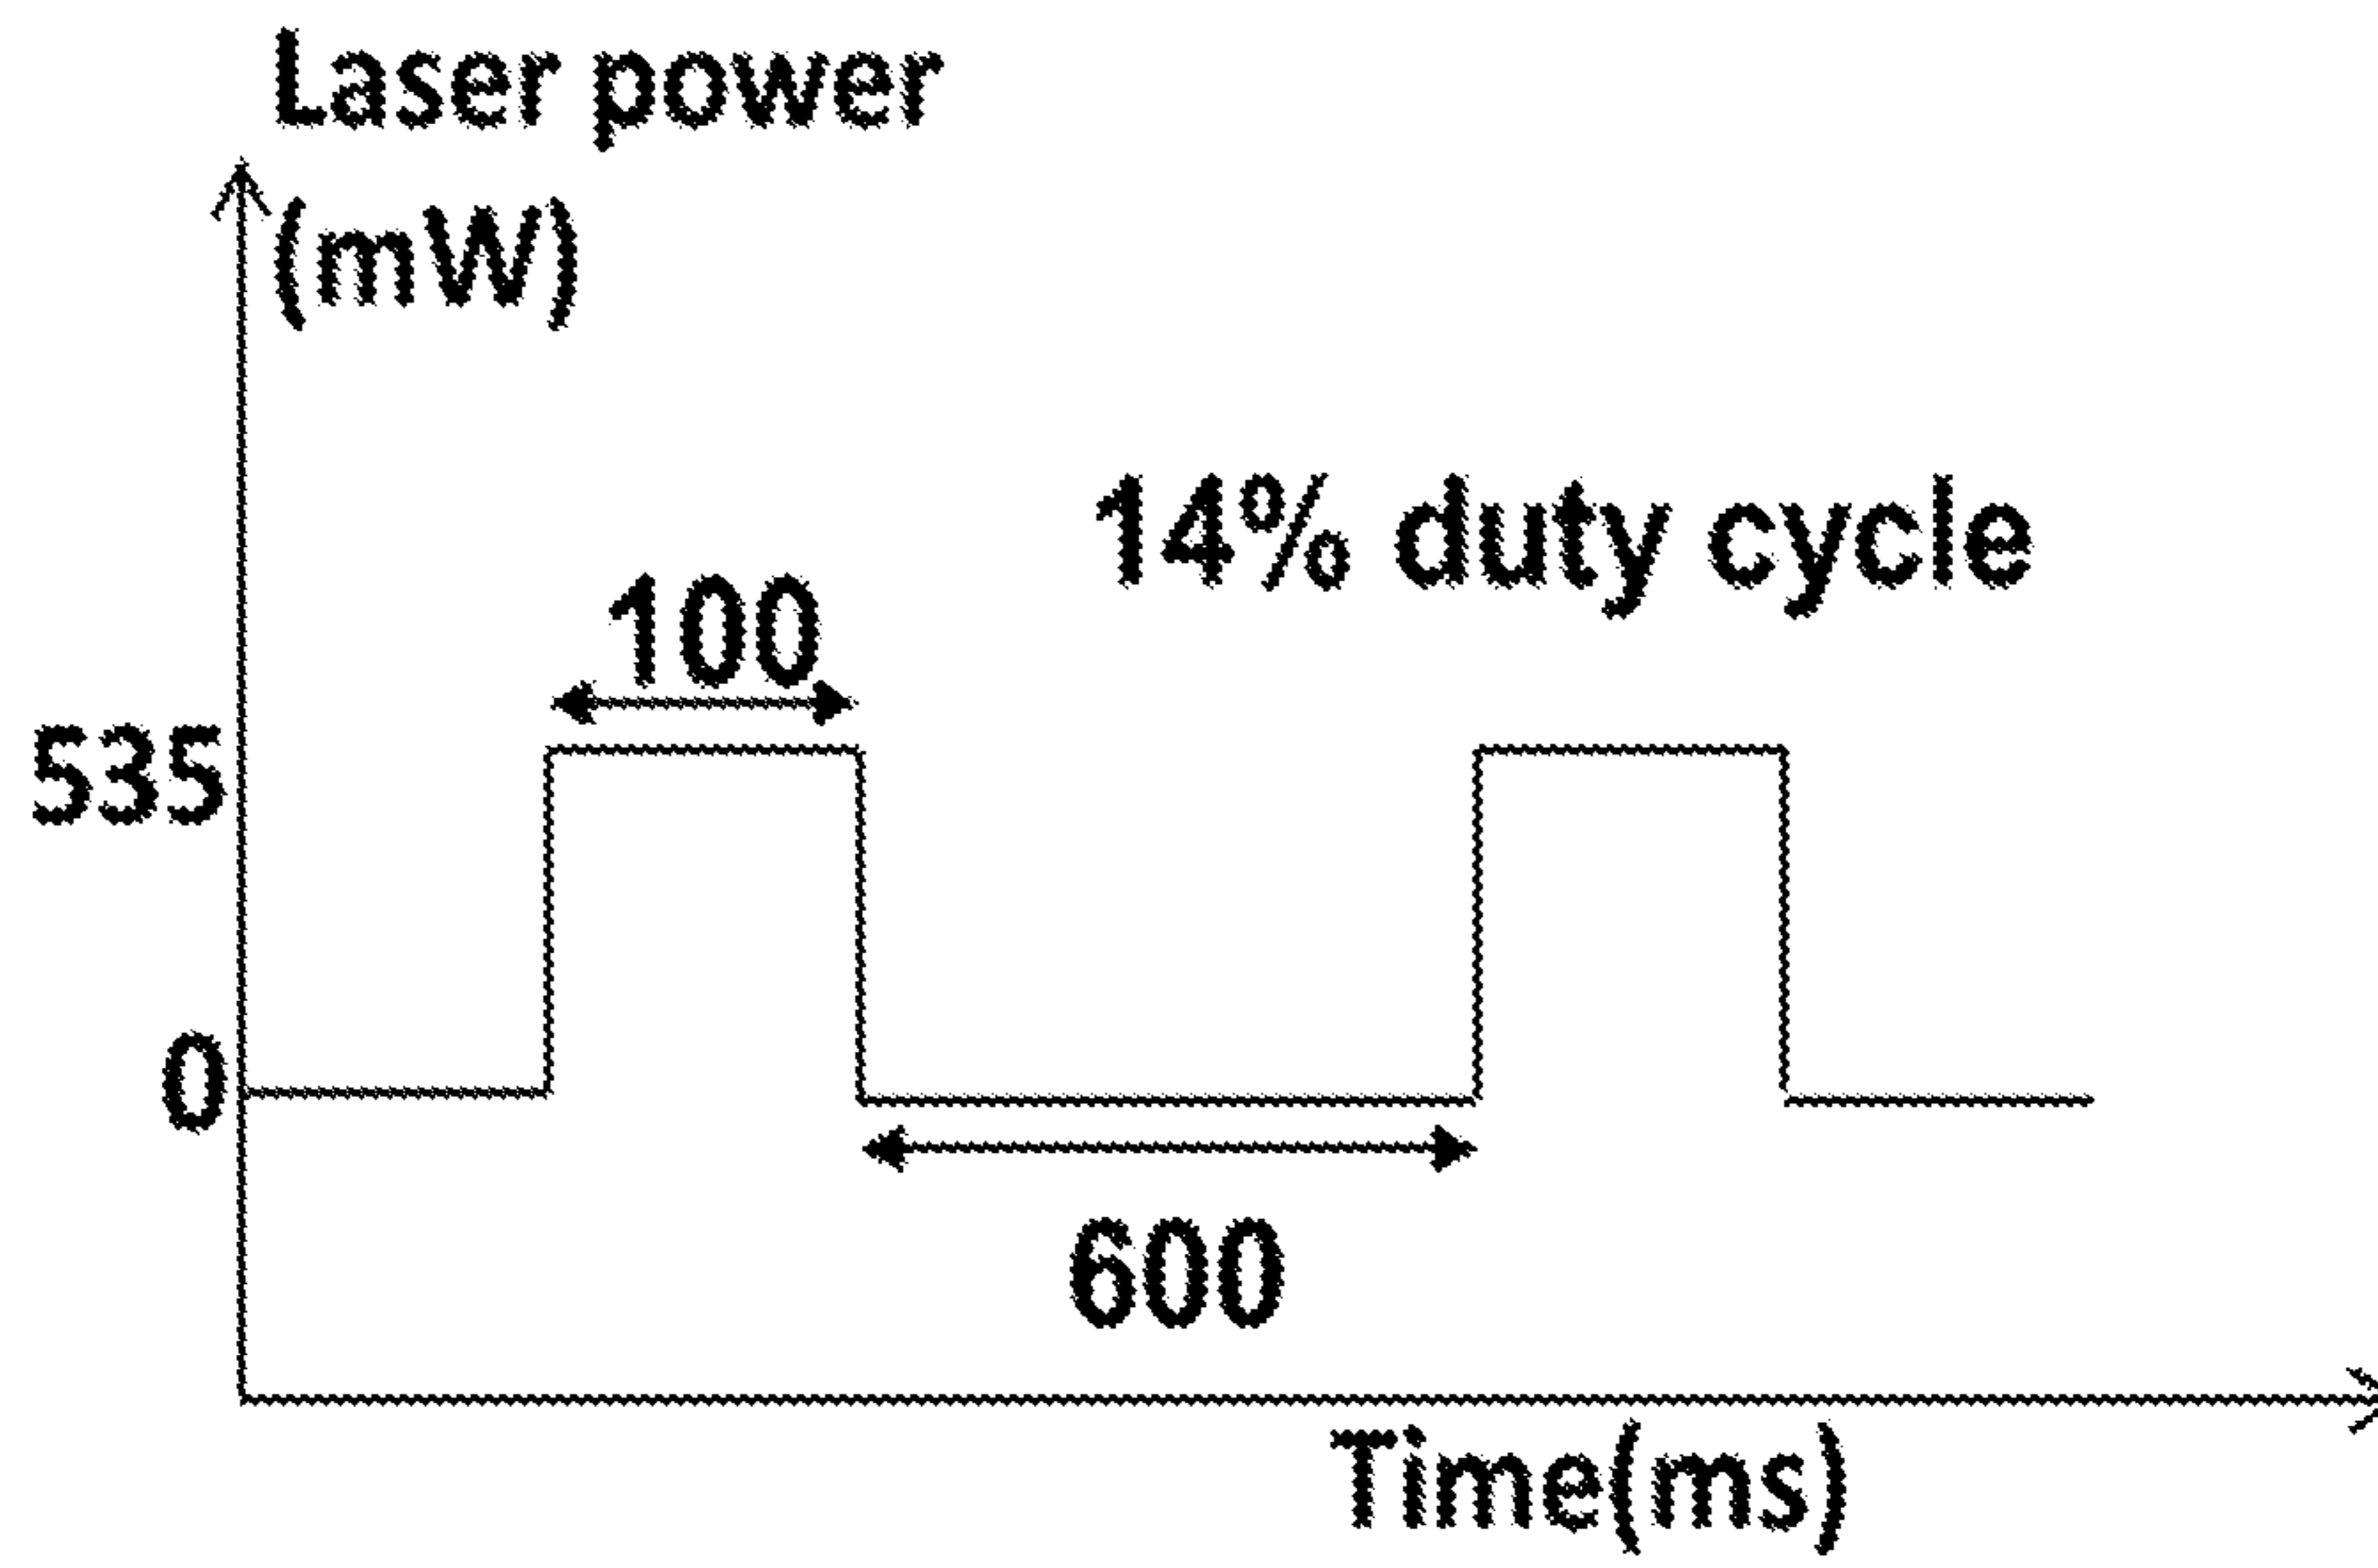 Laser power
(mW)
14% duty cycle
100
535
0
600
Time(ms)